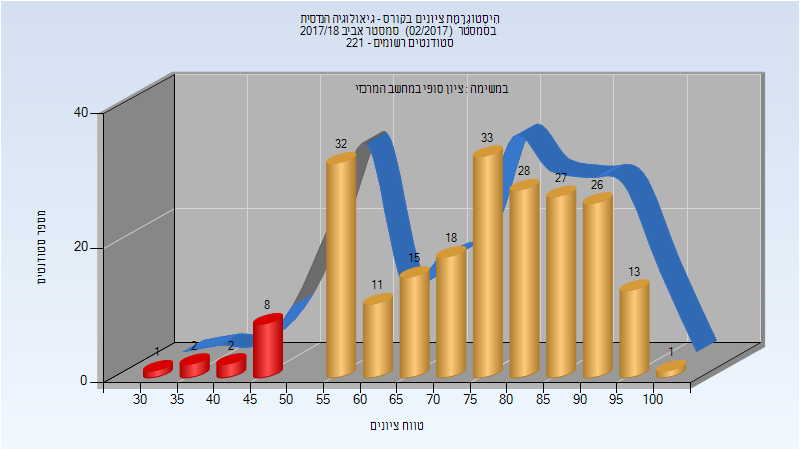 היסטוגרמת ציונים בקורס - גיאולוגיה הנדסית
בסמסטר (02/2017) סמסטר אביב 2017/18
סטודנטים רשומים - 221
במשימה : ציון סופי במחשב המרכזי
40
20
0
מספר סטודנטים
1
2
2
8
32
11
15
18
33
28
27
26
13
1
30 35 40 45 50 55 60 65 70 75 80 85 90 95 100
טווח ציונים